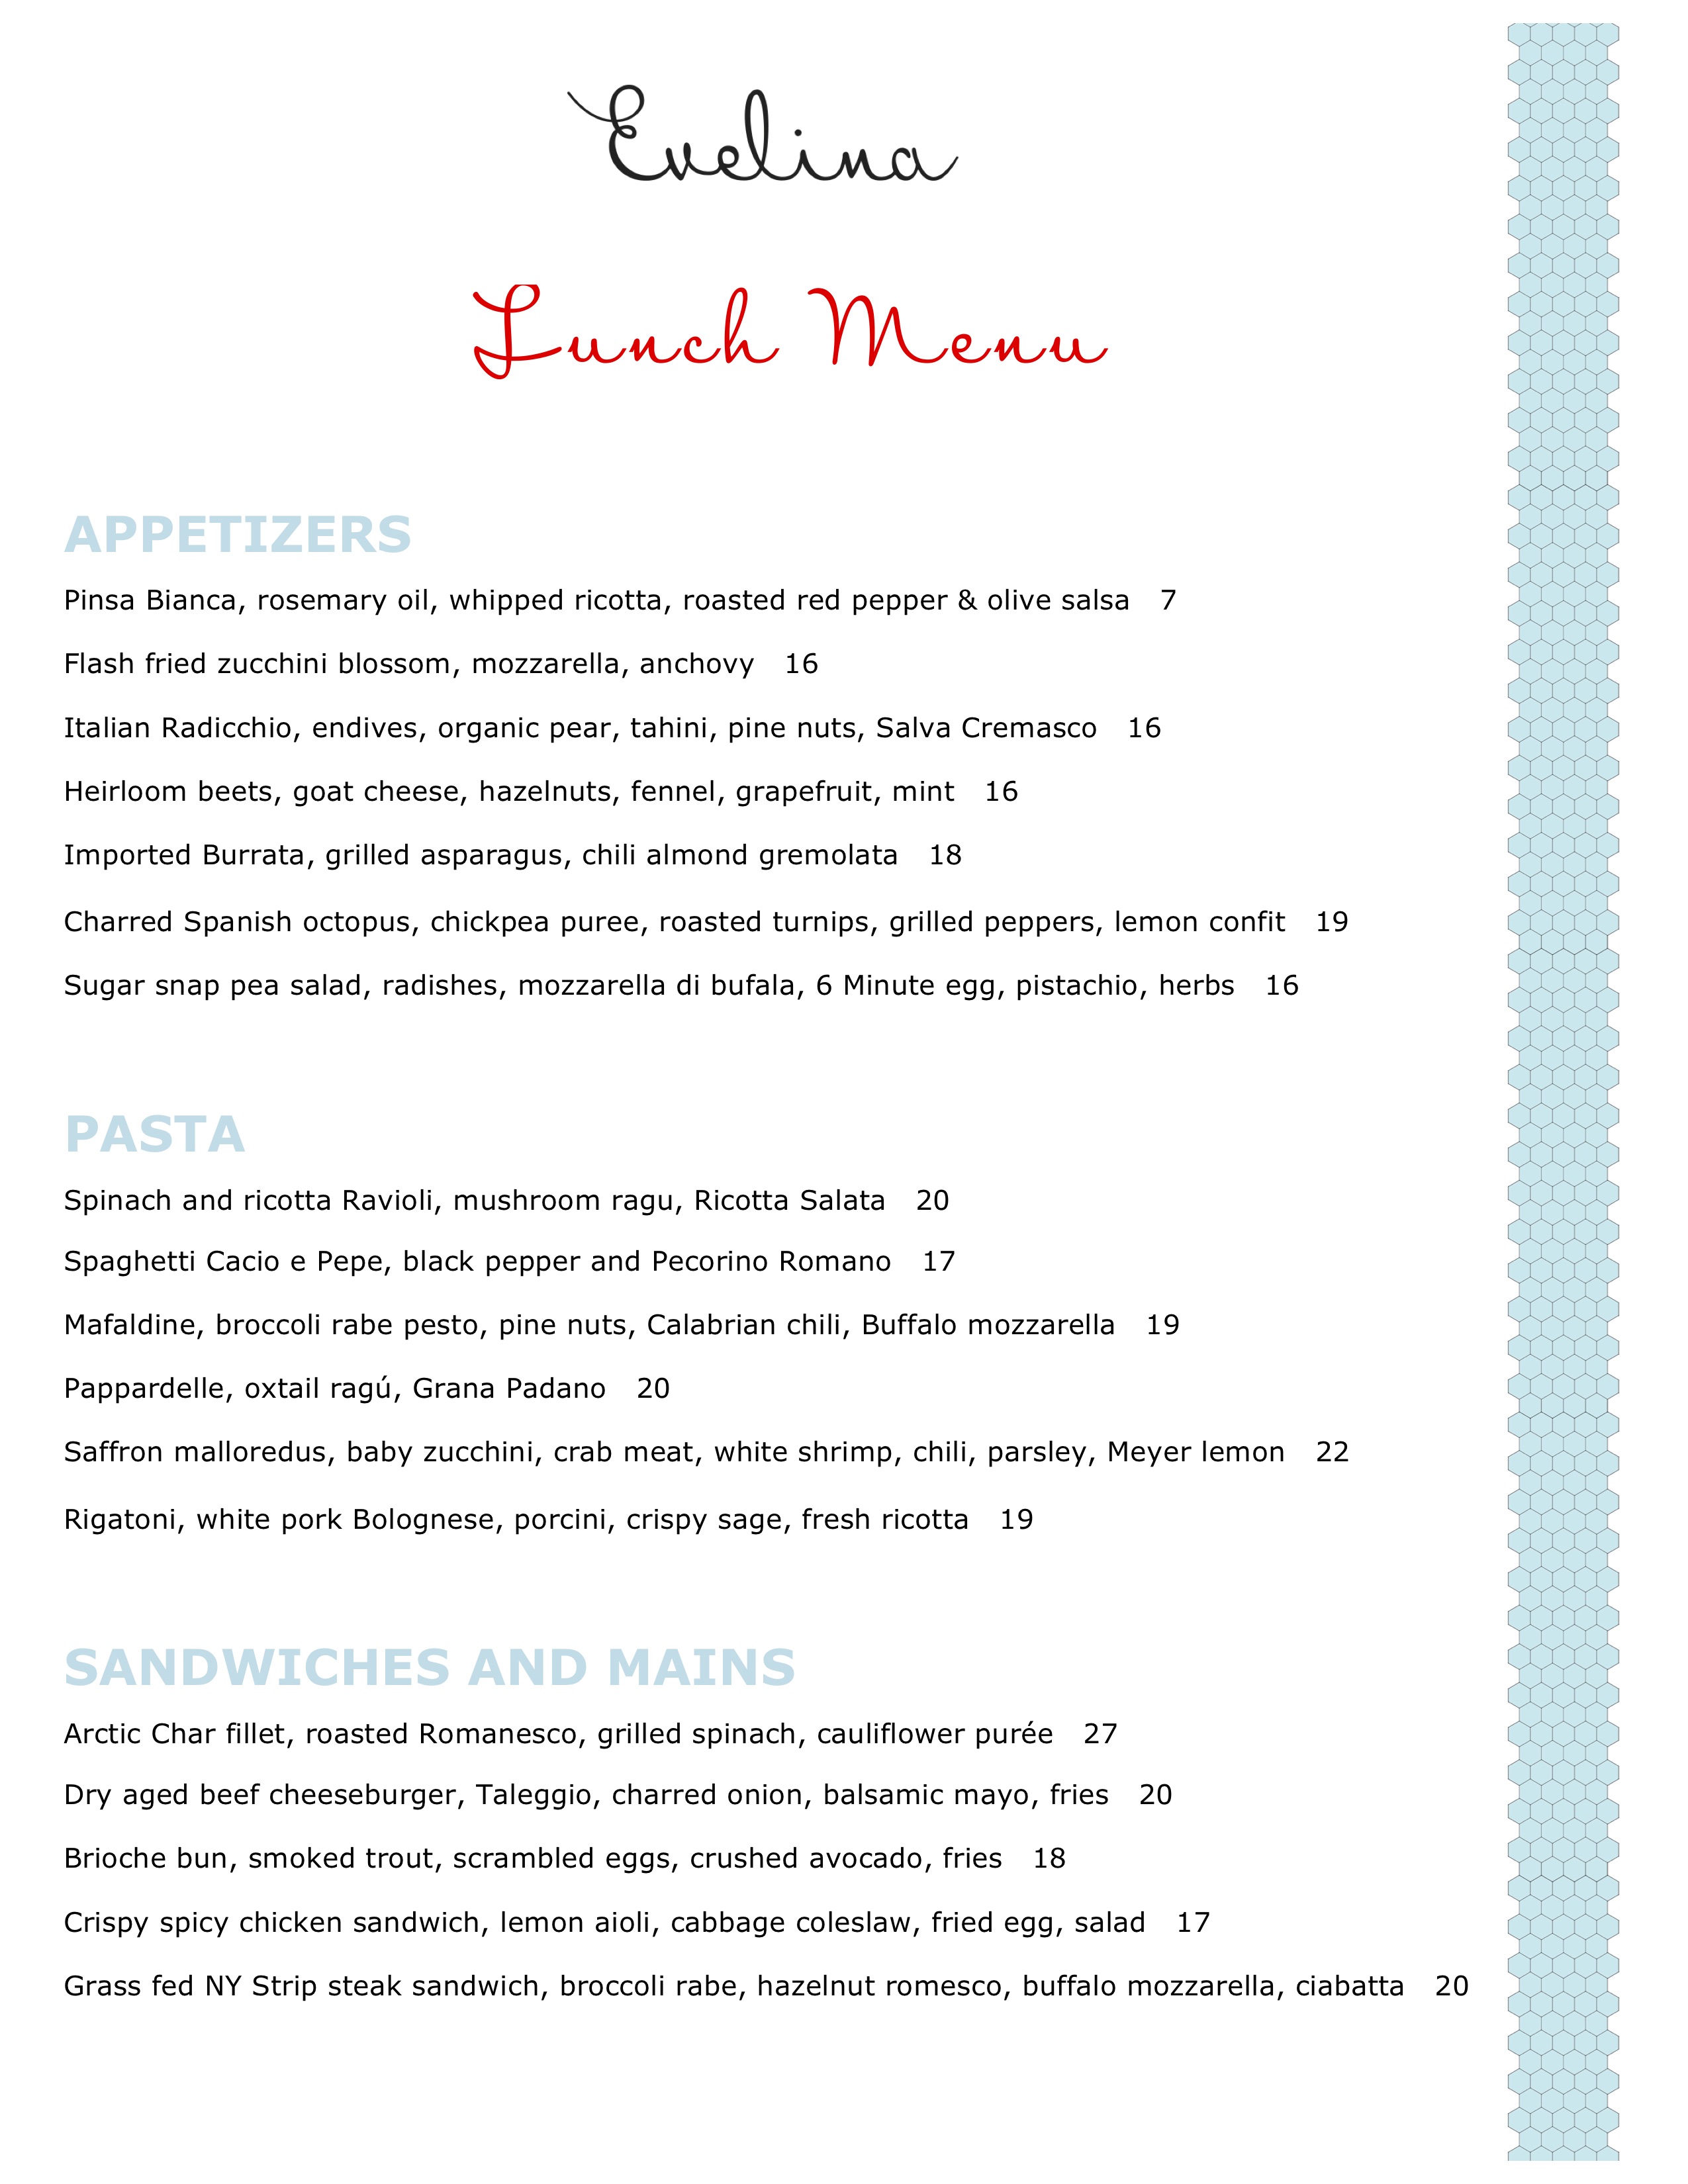 Evelina
Lunch Menu
APPETIZERS
Pinsa Bianca, rosemary oil, whipped ricotta, roasted red pepper & olive salsa 7
Flash fried zucchini blossom, mozzarella, anchovy 16
Italian Radicchio, endives, organic pear, tahini, pine nuts, Salva Cremasco 16
Heirloom beets, goat cheese, hazelnuts, fennel, grapefruit, mint 16
Imported Burrata, grilled asparagus, chili almond gremolata 18
Charred Spanish octopus, chickpea puree, roasted turnips, grilled peppers, lemon confit 19
Sugar snap pea salad, radishes, mozzarella di bufala, 6 Minute egg, pistachio, herbs 16
PASTA
Spinach and ricotta Ravioli, mushroom ragu, Ricotta Salata 20
Spaghetti Cacio e Pepe, black pepper and Pecorino Romano 17
Mafaldine, broccoli rabe pesto, pine nuts, Calabrian chili, Buffalo mozzarella 19
Pappardelle, oxtail ragú, Grana Padano 20
Saffron malloredus, baby zucchini, crab meat, white shrimp, chili, parsley, Meyer lemon 22
Rigatoni, white pork Bolognese, porcini, crispy sage, fresh ricotta 19
SANDWICHES AND MAINS
Arctic Char fillet, roasted Romanesco, grilled spinach, cauliflower purée 27
Dry aged beef cheeseburger, Taleggio, charred onion, balsamic mayo, fries 20
Brioche bun, smoked trout, scrambled eggs, crushed avocado, fries 18
Crispy spicy chicken sandwich, lemon aioli, cabbage coleslaw, fried egg, salad 17
Grass fed NY Strip steak sandwich, broccoli rabe, hazelnut romesco, buffalo mozzarella, ciabatta 20